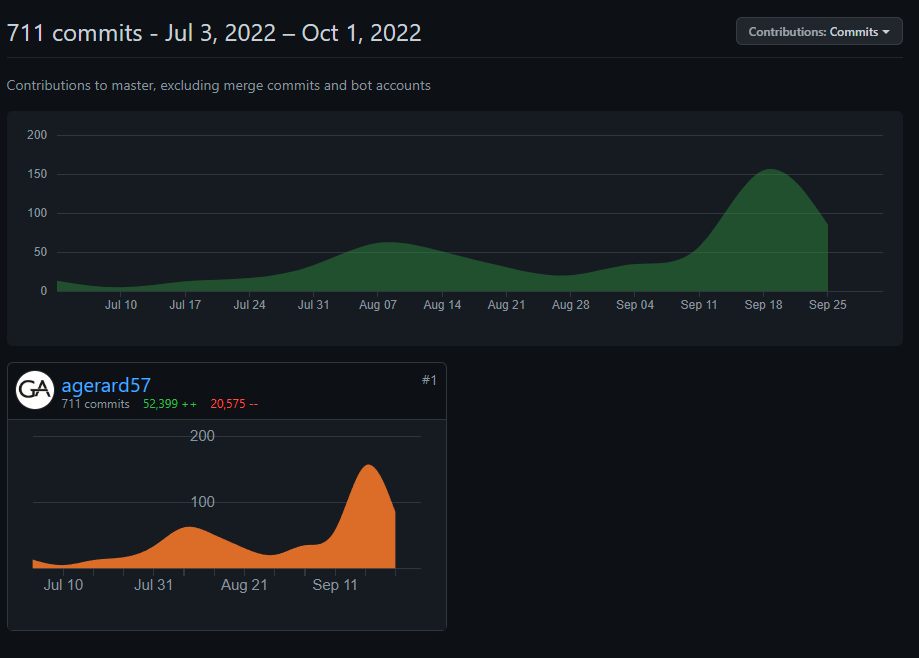 711 commits - Jul 3, 2022 – Oct 1, 2022
Contributions: Commits
Contributions to master, excluding merge commits and bot accounts
200
150
100
50
0
Jul 10 Jul 17 Jul 24 Jul 31 Aug 07 Aug 14 Aug 21 Aug 28 Sep 04 Sep 11 Sep 18 Sep 25
GA
agerard57
#1
711 commits 52,399 ++ 20,575 --
200
100
Jul 10 Jul 31 Aug 21 Sep 11